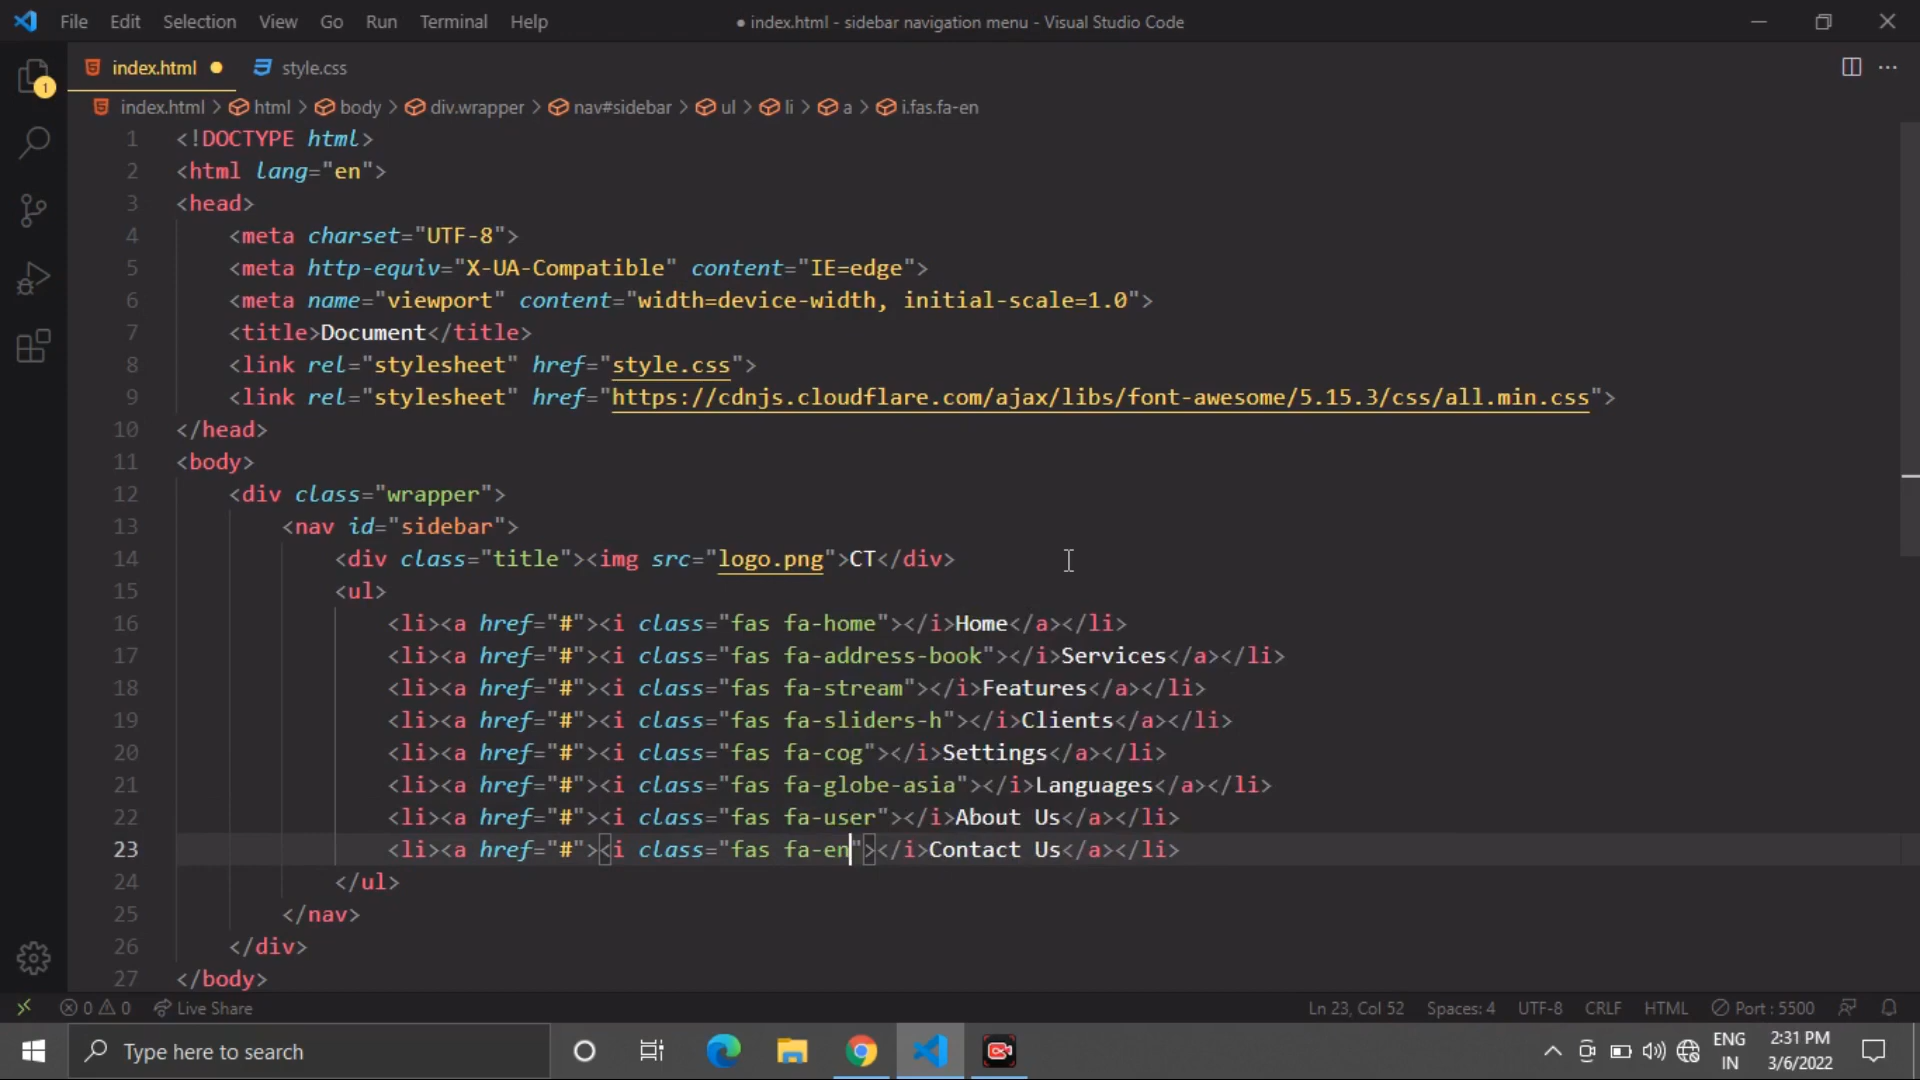 File Edit Selection View Go Run Terminal Help ● index.html - sidebar navigation menu - Visual Studio Code
index.html ● style.css
index.html > html > body > div.wrapper > nav#sidebar > ul > li > a > i.fas.fa-en
1 <!DOCTYPE html>
2 <html lang="en">
3 <head>
4 <meta charset="UTF-8">
5 <meta http-equiv="X-UA-Compatible" content="IE=edge">
6 <meta name="viewport" content="width=device-width, initial-scale=1.0">
7 <title>Document</title>
8 <link rel="stylesheet" href="style.css">
9 <link rel="stylesheet" href="https://cdnjs.cloudflare.com/ajax/libs/font-awesome/5.15.3/css/all.min.css">
10 </head>
11 <body>
12 <div class="wrapper">
13 <nav id="sidebar">
14 <div class="title"><img src="logo.png">CT</div>
15 <ul>
16 <li><a href="#"><i class="fas fa-home"></i>Home</a></li>
17 <li><a href="#"><i class="fas fa-address-book"></i>Services</a></li>
18 <li><a href="#"><i class="fas fa-stream"></i>Features</a></li>
19 <li><a href="#"><i class="fas fa-sliders-h"></i>Clients</a></li>
20 <li><a href="#"><i class="fas fa-cog"></i>Settings</a></li>
21 <li><a href="#"><i class="fas fa-globe-asia"></i>Languages</a></li>
22 <li><a href="#"><i class="fas fa-user"></i>About Us</a></li>
23 <li><a href="#"><i class="fas fa-en"></i>Contact Us</a></li>
24 </ul>
25 </nav>
26 </div>
27 </body>
1
0 0 Live Share Ln 23, Col 52 Spaces: 4 UTF-8 CRLF HTML Port : 5500
Type here to search
ENG
IN
2:31 PM
3/6/2022